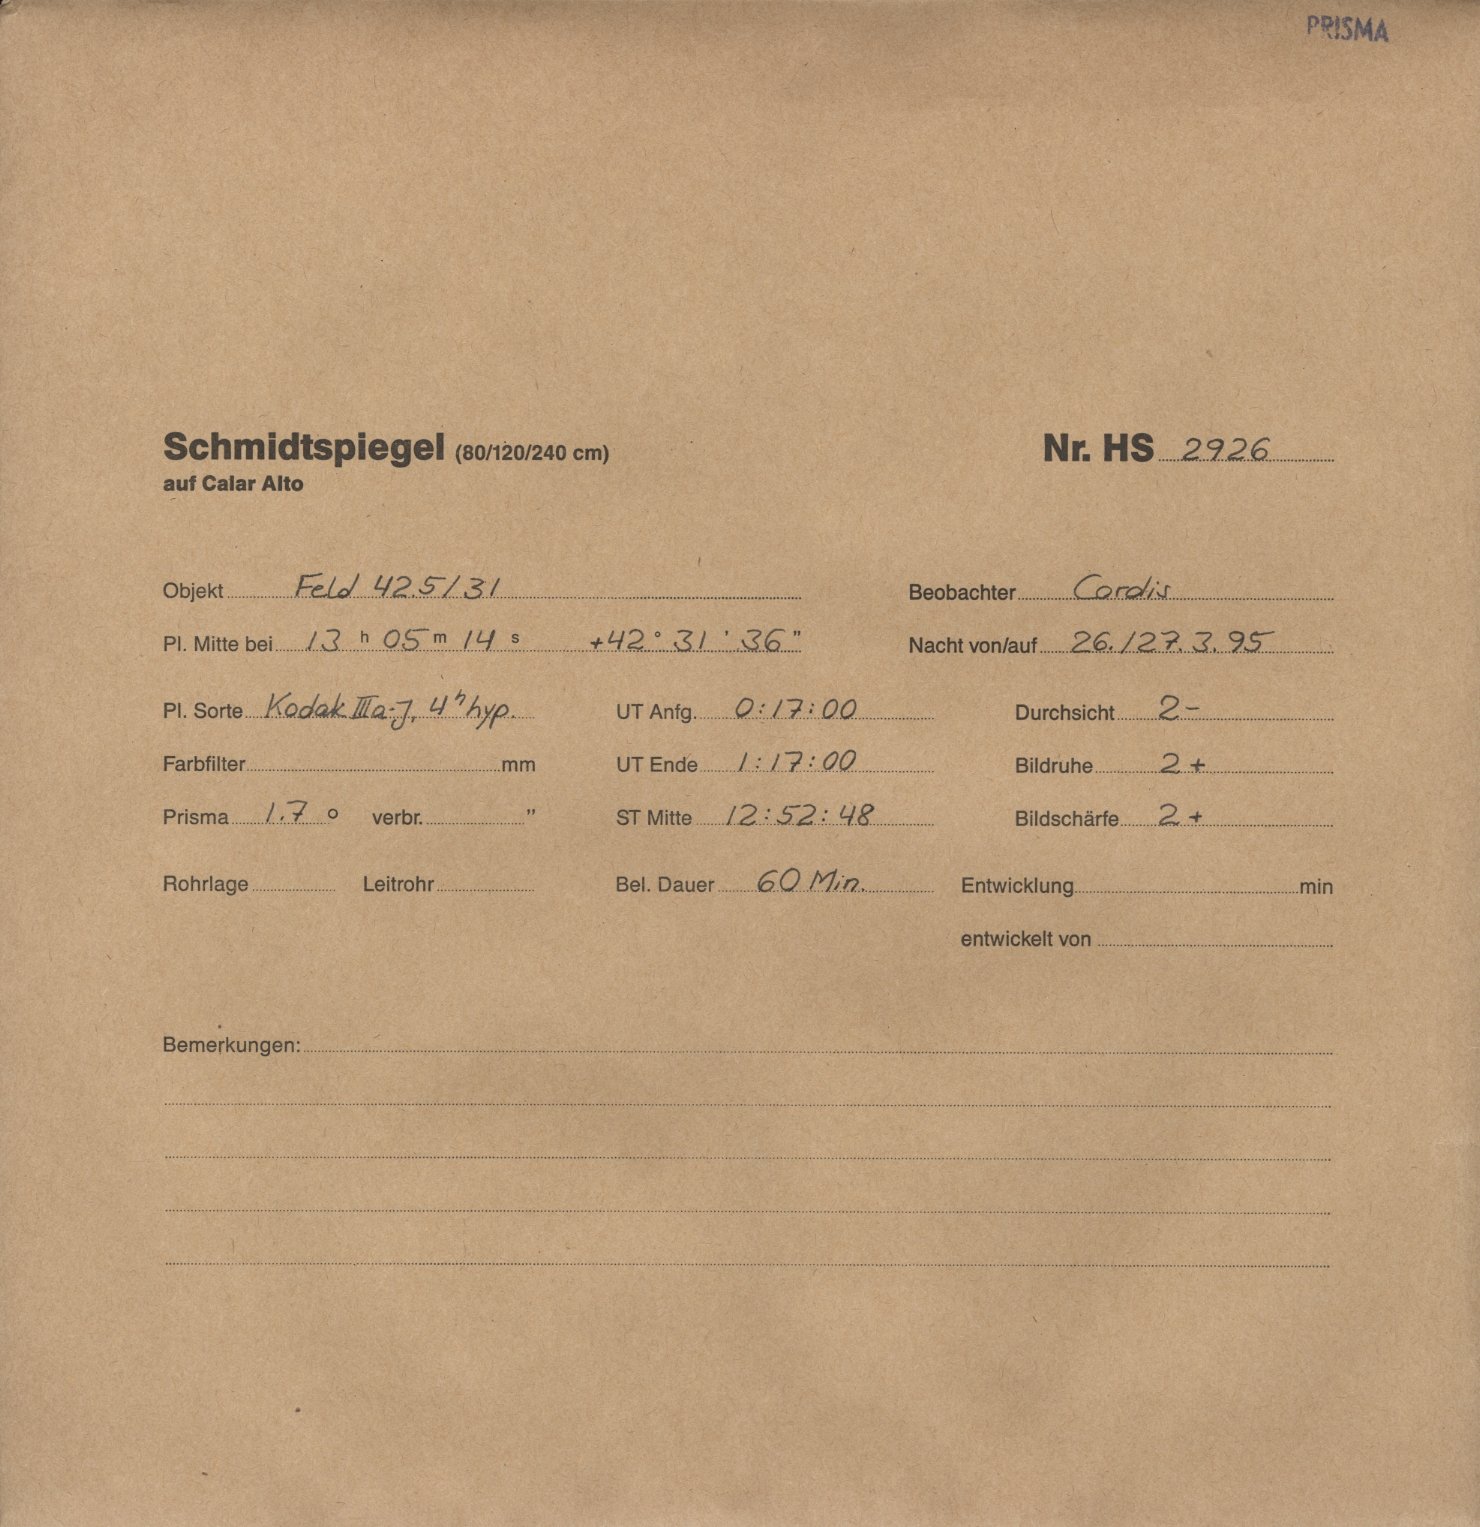 PRISMA
Schmidtspiegel (80/120/240 cm) Nr. HS 2926
auf Calar Alto
Objekt Feld 42.5/31 Beobachter Cordis
Pl. Mitte bei 13 h 05 m 14 s +42° 31' 36" Nacht von/auf 26./27.3.95
Pl. Sorte Kodak IIIa-J, 4h hyp. UT Anfg. 0:17:00 Durchsicht 2-
Farbfilter mm UT Ende 1:17:00 Bildruhe 2+
Prisma 1.7 ° verbr. " ST Mitte 12:52:48 Bildschärfe 2+
Rohrlage Leitrohr Bel. Dauer 60 Min. Entwicklung min
entwickelt von
Bemerkungen: